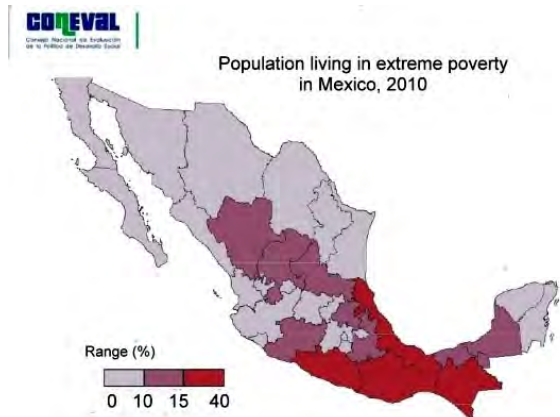 CONEVAL
Consejo Nacional de Evaluación
de la Política de Desarrollo Social
Population living in extreme poverty
in Mexico, 2010
Range (%)
0 10 15 40